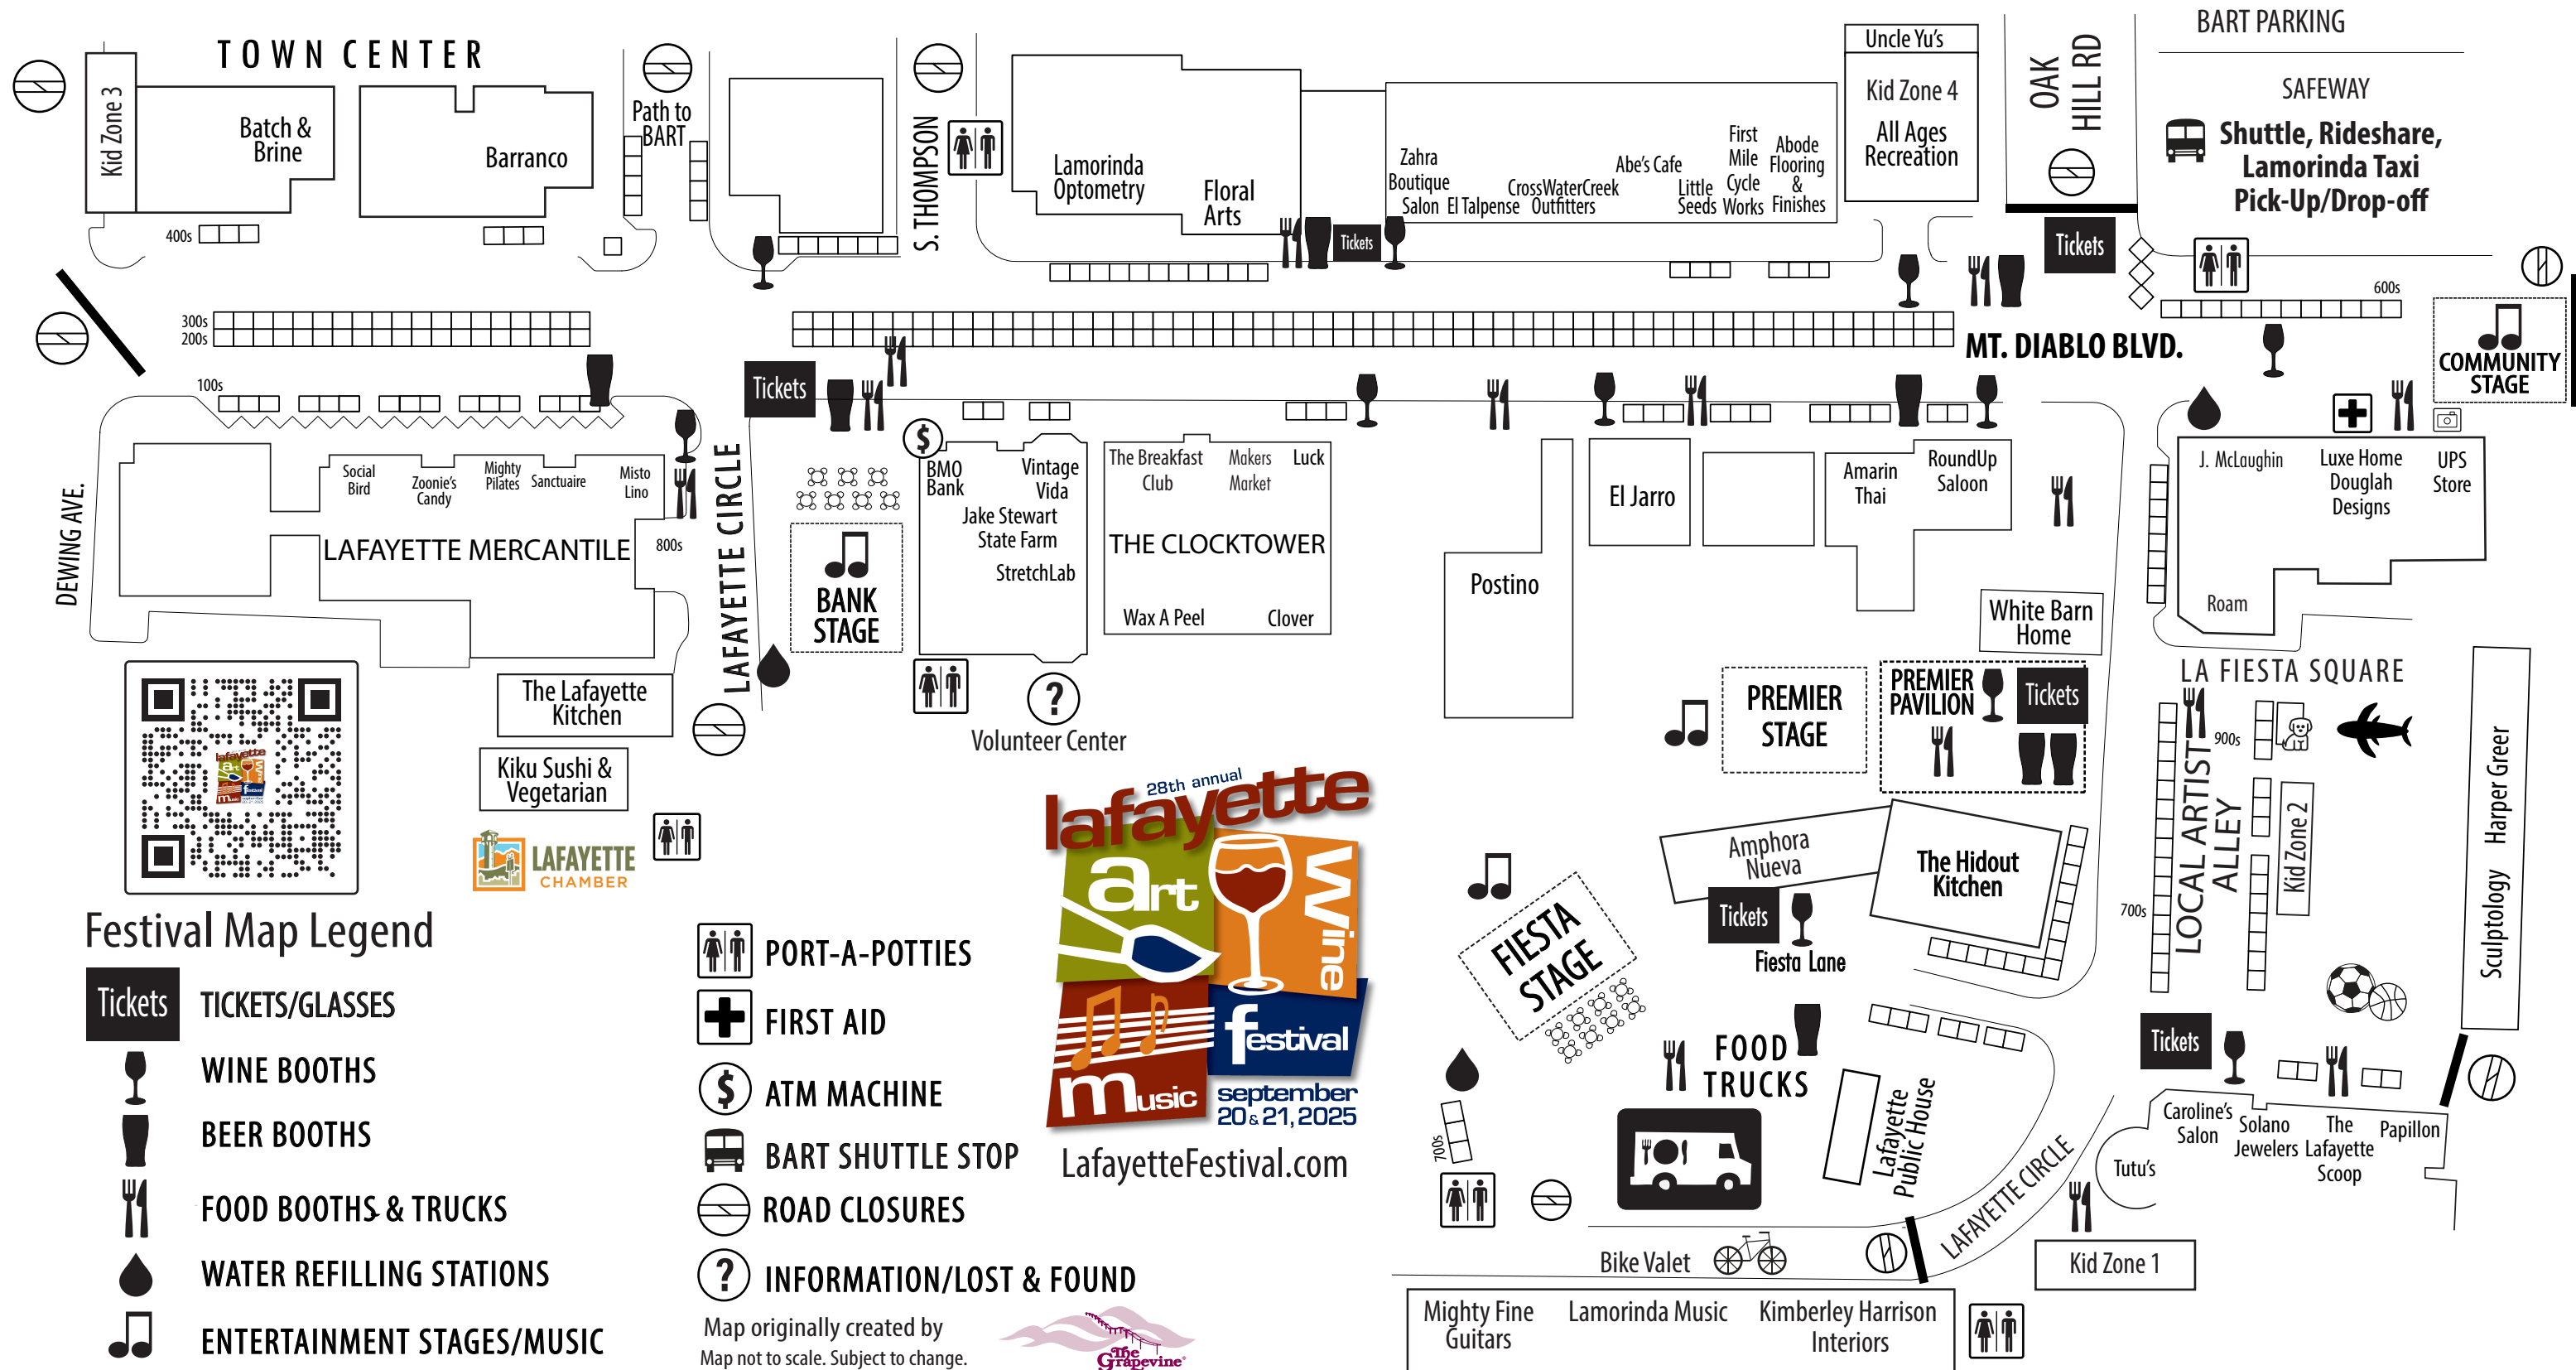 TOWN CENTER
Kid Zone 3
Batch &
Brine
Barranco
400s
Path to
BART
S. THOMPSON
Lamorinda
Optometry
Floral
Arts
Tickets
Zahra
Boutique
Salon
El Talpense
CrossWaterCreek
Outfitters
Abe's Cafe
Little
Seeds
First
Mile
Cycle
Works
Abode
Flooring
&
Finishes
Uncle Yu's
Kid Zone 4
All Ages
Recreation
OAK
HILL RD
BART PARKING
SAFEWAY
Shuttle, Rideshare,
Lamorinda Taxi
Pick-Up/Drop-off
Tickets
600s
COMMUNITY
STAGE
300s
200s
MT. DIABLO BLVD.
100s
Tickets
DEWING AVE.
Social
Bird
Zoonie's
Candy
Mighty
Pilates
Sanctuaire
Misto
Lino
LAFAYETTE MERCANTILE
800s
LAFAYETTE CIRCLE
BANK
STAGE
$
BMO
Bank
Vintage
Vida
Jake Stewart
State Farm
StretchLab
The Breakfast
Club
Makers
Market
Luck
THE CLOCKTOWER
Wax A Peel
Clover
Postino
El Jarro
Amarin
Thai
RoundUp
Saloon
White Barn
Home
J. McLaughin
Luxe Home
Douglah
Designs
UPS
Store
Roam
LA FIESTA SQUARE
The Lafayette
Kitchen
Kiku Sushi &
Vegetarian
LAFAYETTE
CHAMBER
?
Volunteer Center
PREMIER
STAGE
PREMIER
PAVILION
Tickets
Amphora
Nueva
The Hidout
Kitchen
Tickets
Fiesta Lane
FIESTA
STAGE
FOOD
TRUCKS
700s
Lafayette
Public House
LOCAL ARTIST
ALLEY
900s
700s
Kid Zone 2
Sculptology
Harper Greer
Tickets
Caroline's
Salon
Solano
Jewelers
The
Lafayette
Scoop
Papillon
Tutu's
LAFAYETTE CIRCLE
Kid Zone 1
Bike Valet
Mighty Fine
Guitars
Lamorinda Music
Kimberley Harrison
Interiors
28th annual
lafayette
art
wine
music
festival
september
20 & 21, 2025
LafayetteFestival.com
Festival Map Legend
Tickets
TICKETS/GLASSES
WINE BOOTHS
BEER BOOTHS
FOOD BOOTHS & TRUCKS
WATER REFILLING STATIONS
ENTERTAINMENT STAGES/MUSIC
PORT-A-POTTIES
FIRST AID
$
ATM MACHINE
BART SHUTTLE STOP
ROAD CLOSURES
?
INFORMATION/LOST & FOUND
Map originally created by
Map not to scale. Subject to change.
The
Grapevine